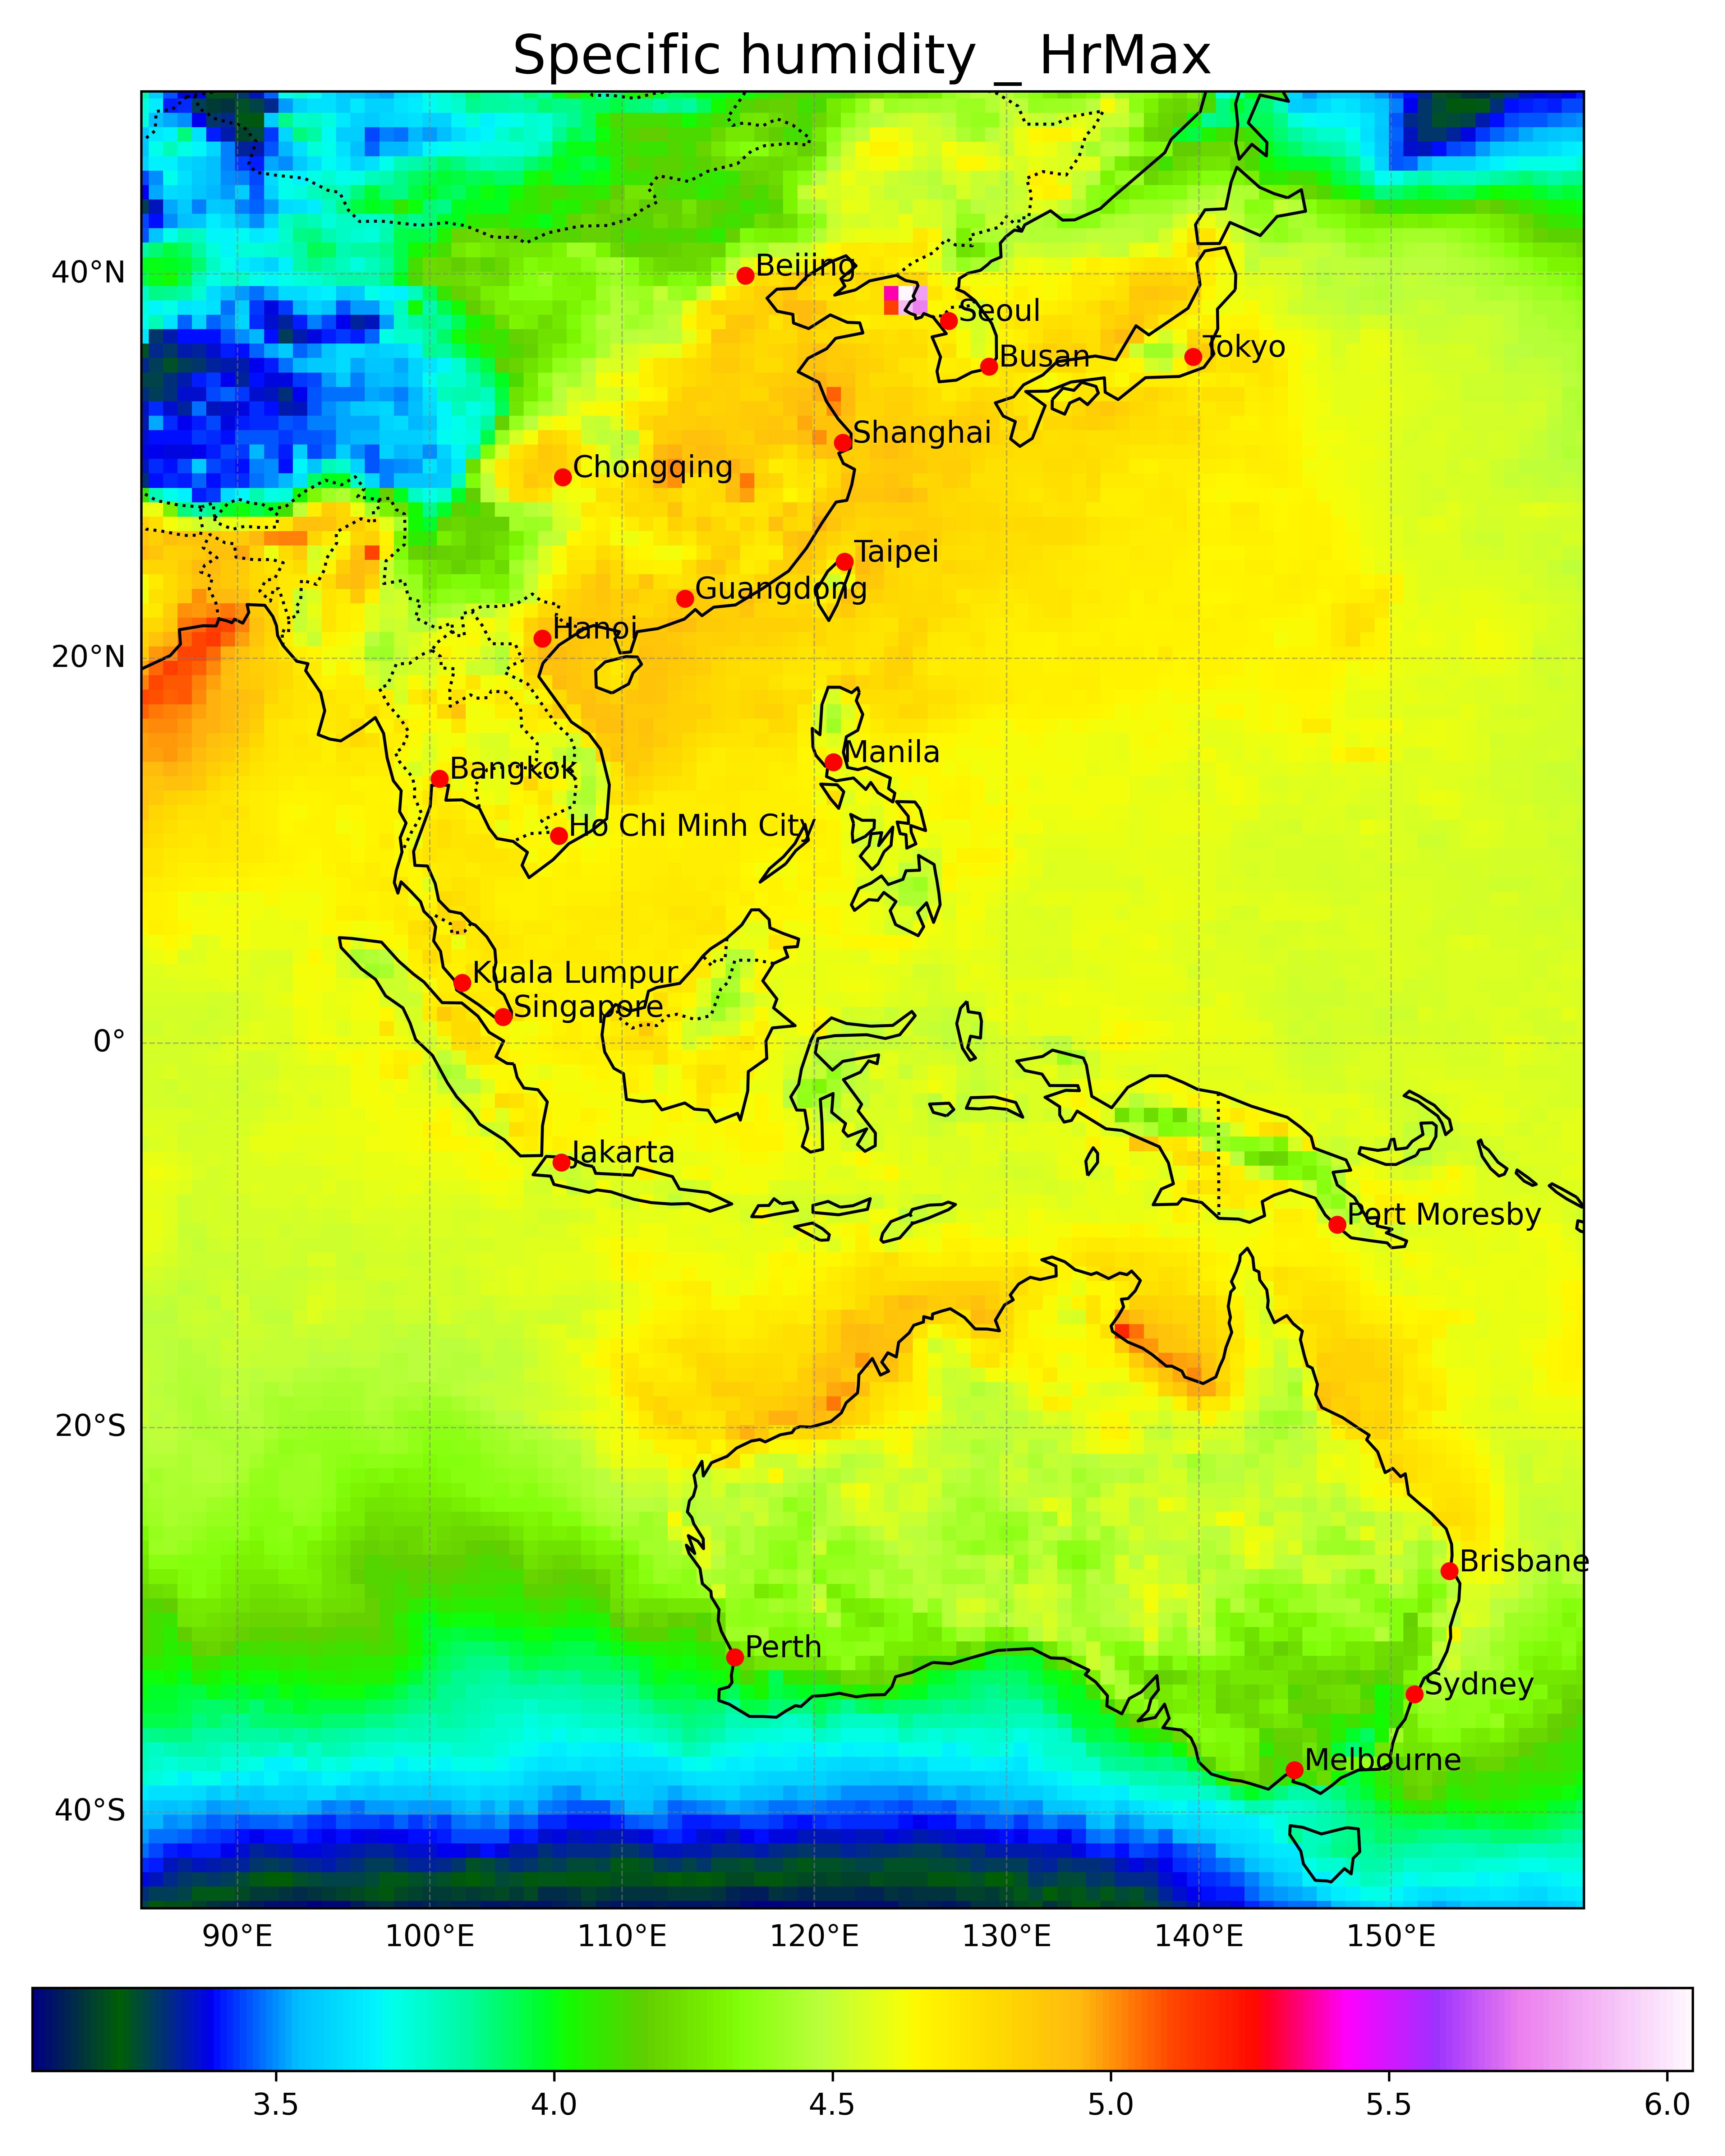 Specific humidity _ HrMax
40°N
20°N
0°
20°S
40°S
Beijing
Seoul
Busan
Tokyo
Shanghai
Chongqing
Taipei
Guangdong
Hanoi
Manila
Bangkok
Ho Chi Minh City
Kuala Lumpur
Singapore
Jakarta
Port Moresby
Brisbane
Perth
Sydney
Melbourne
90°E 100°E 110°E 120°E 130°E 140°E 150°E
3.5 4.0 4.5 5.0 5.5 6.0